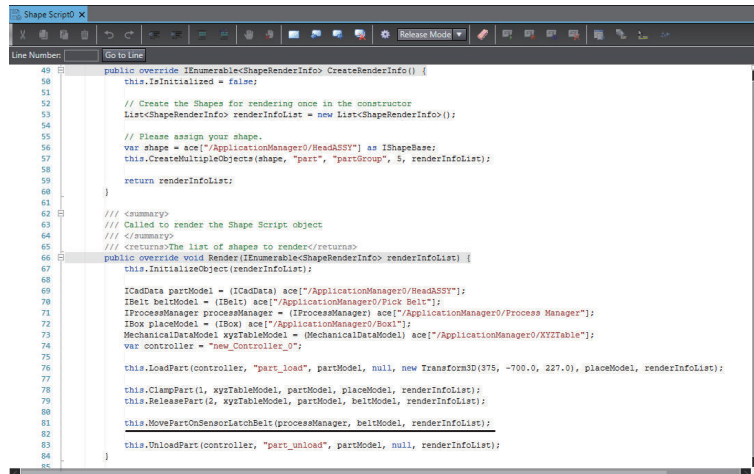 Shape Script0 X
Release Mode
Line Number: Go to Line
49 public override IEnumerable<ShapeRenderInfo> CreateRenderInfo() {
50 this.IsInitialized = false;
51
52 // Create the Shapes for rendering once in the constructor
53 List<ShapeRenderInfo> renderInfoList = new List<ShapeRenderInfo>();
54
55 // Please assign your shape.
56 var shape = ace["/ApplicationManager0/HeadASSY"] as IShapeBase;
57 this.CreateMultipleObjects(shape, "part", "partGroup", 5, renderInfoList);
58
59 return renderInfoList;
60 }
61
62 /// <summary>
63 /// Called to render the Shape Script object
64 /// </summary>
65 /// <returns>The list of shapes to render</returns>
66 public override void Render(IEnumerable<ShapeRenderInfo> renderInfoList) {
67 this.InitializeObject(renderInfoList);
68
69 ICadData partModel = (ICadData) ace["/ApplicationManager0/HeadASSY"];
70 IBelt beltModel = (IBelt) ace["/ApplicationManager0/Pick Belt"];
71 IProcessManager processManager = (IProcessManager) ace["/ApplicationManager0/Process Manager"];
72 IBox placeModel = (IBox) ace["/ApplicationManager0/Box1"];
73 MechanicalDataModel xyzTableModel = (MechanicalDataModel) ace["/ApplicationManager0/XYZTable"];
74 var controller = "new_Controller_0";
75
76 this.LoadPart(controller, "part_load", partModel, null, new Transform3D(375, -700.0, 227.0), placeModel, renderInfoList);
77
78 this.ClampPart(1, xyzTableModel, partModel, placeModel, renderInfoList);
79 this.ReleasePart(2, xyzTableModel, partModel, beltModel, renderInfoList);
80
81 this.MovePartOnSensorLatchBelt(processManager, beltModel, renderInfoList);
82
83 this.UnloadPart(controller, "part_unload", partModel, null, renderInfoList);
84 }
85